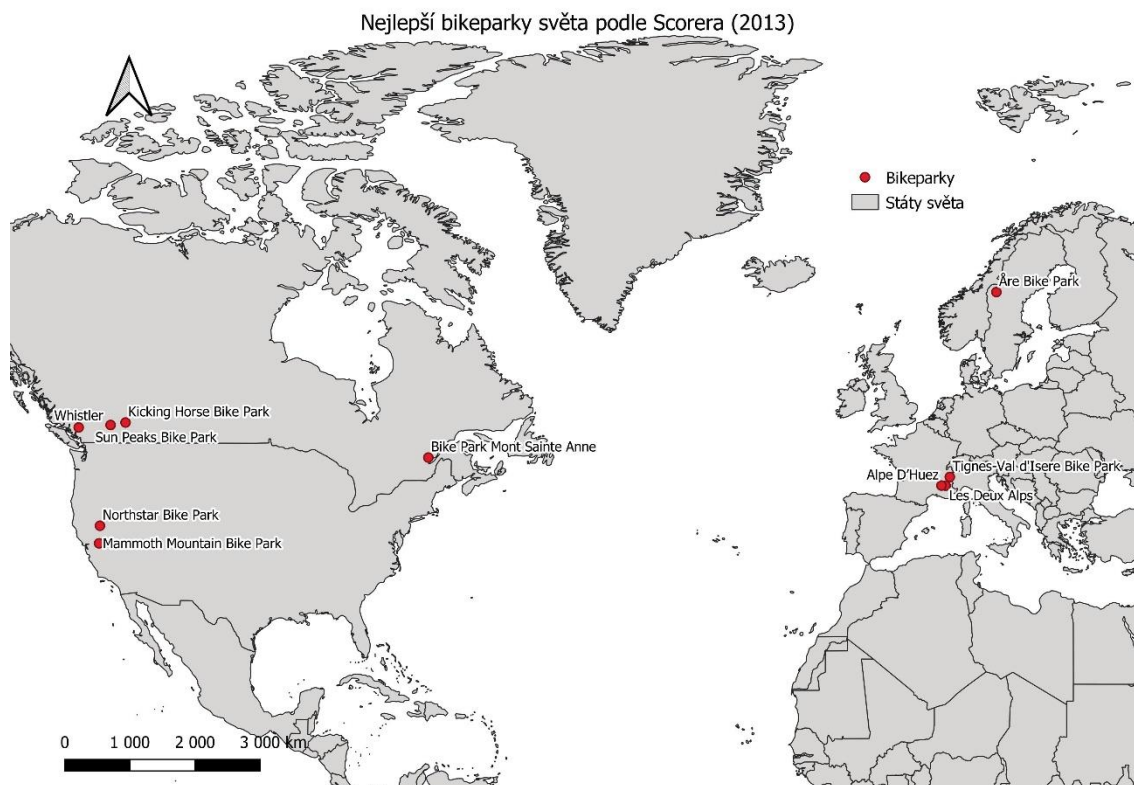 Nejlepší bikeparky světa podle Scorera (2013)
Bikeparky
Státy světa
Åre Bike Park
Whistler
Kicking Horse Bike Park
Sun Peaks Bike Park
Bike Park Mont Sainte Anne
Tignes-Val d'Isere Bike Park
Alpe D'Huez
Les Deux Alps
Northstar Bike Park
Mammoth Mountain Bike Park
0 1 000 2 000 3 000 km